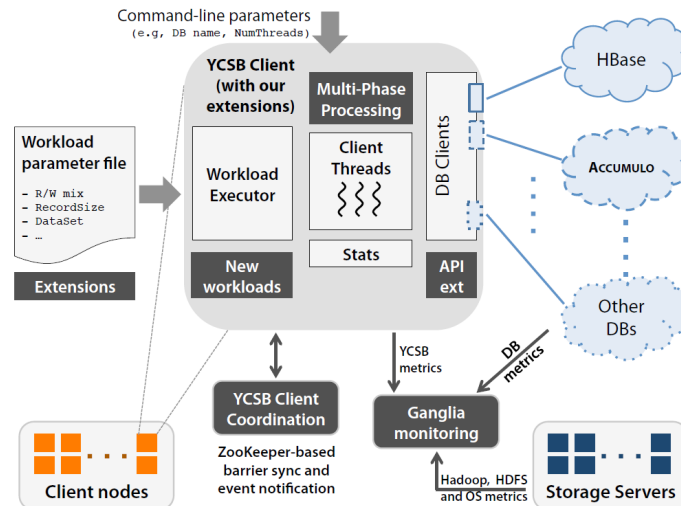 Command-line parameters
(e.g, DB name, NumThreads)
YCSB Client
(with our
extensions)
Multi-Phase
Processing
Workload
Executor
Client
Threads
Stats
New
workloads
DB Clients
API
ext
Workload
parameter file
– R/W mix
– RecordSize
– DataSet
– …
Extensions
HBase
ACCUMULO
Other
DBs
YCSB
metrics
DB
metrics
YCSB Client
Coordination
ZooKeeper-based
barrier sync and
event notification
Ganglia
monitoring
Hadoop, HDFS
and OS metrics
Client nodes
Storage Servers